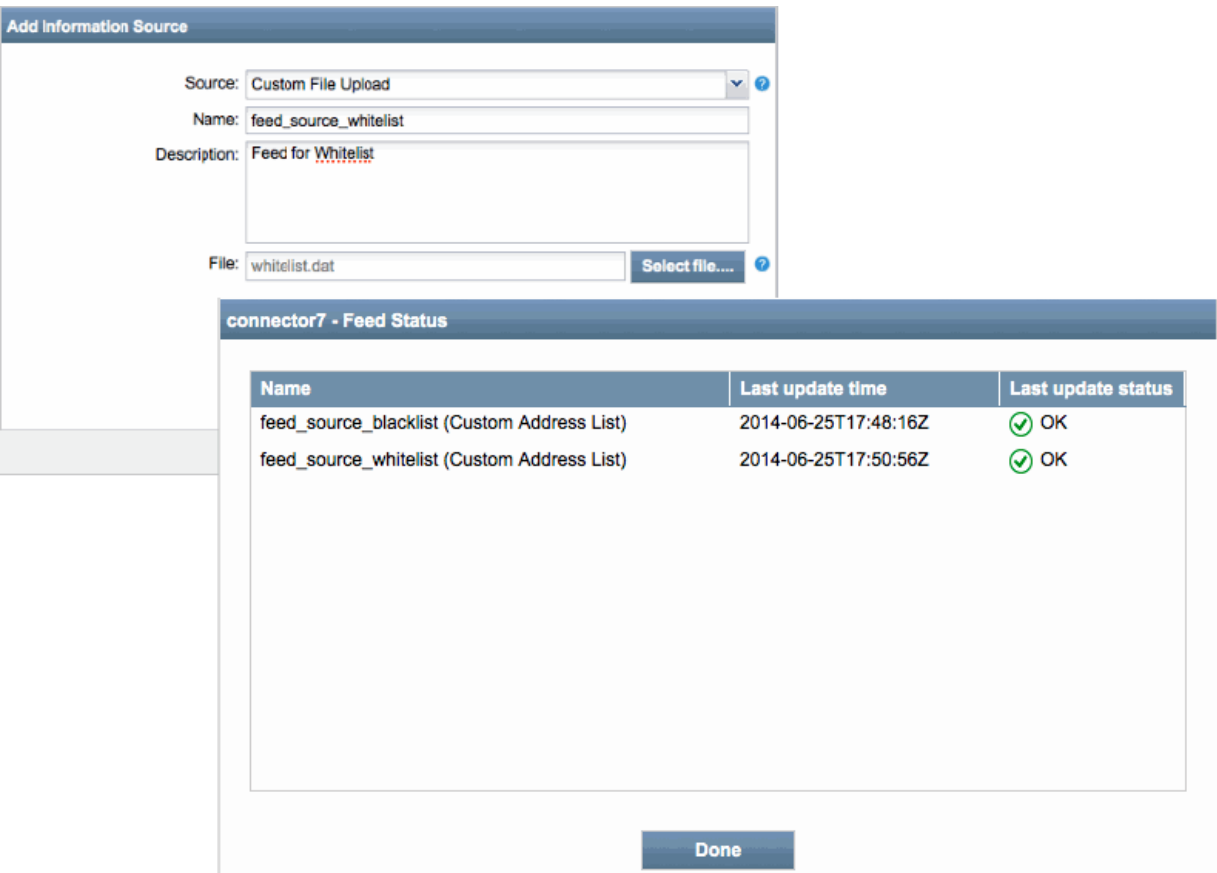 Add Information Source
Source: Custom File Upload
Name: feed_source_whitelist
Description: Feed for Whitelist
File: whitelist.dat Select file....
connector7 - Feed Status
Name Last update time Last update status
feed_source_blacklist (Custom Address List) 2014-06-25T17:48:16Z OK
feed_source_whitelist (Custom Address List) 2014-06-25T17:50:56Z OK
Done